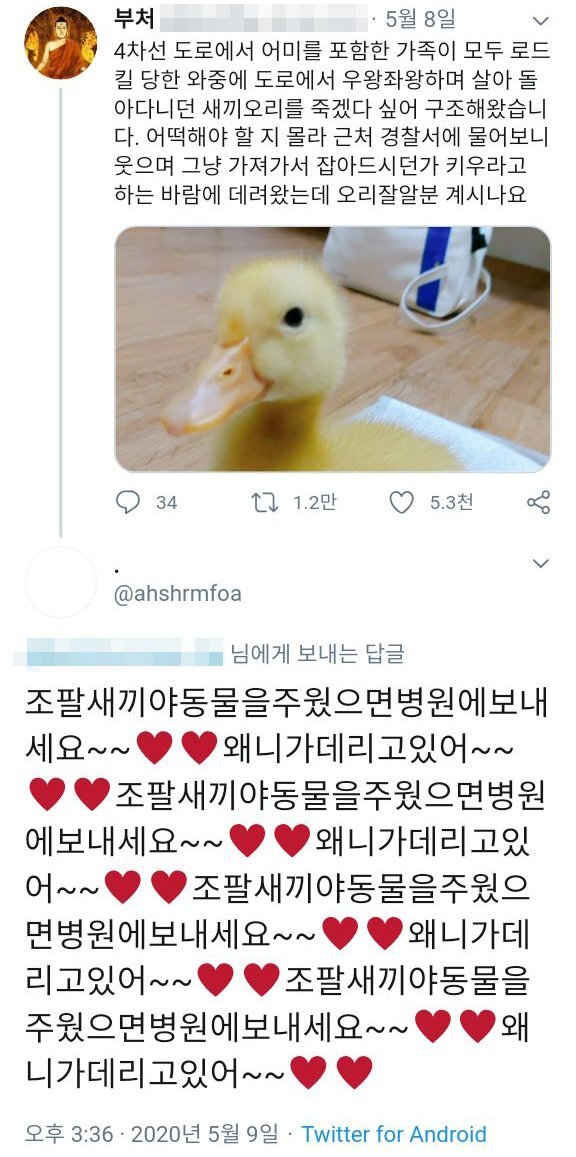 부처 · 5월 8일
4차선 도로에서 어미를 포함한 가족이 모두 로드
킬 당한 와중에 도로에서 우왕좌왕하며 살아 돌
아다니던 새끼오리를 죽겠다 싶어 구조해왔습니
다. 어떡해야 할 지 몰라 근처 경찰서에 물어보니
웃으며 그냥 가져가서 잡아드시던가 키우라고
하는 바람에 데려왔는데 오리잘알분 계시나요
34 1.2만 5.3천
.
@ahshrmfoa
님에게 보내는 답글
조팔새끼야동물을주웠으면병원에보내
세요~~♥♥왜니가데리고있어~~
♥♥조팔새끼야동물을주웠으면병원
에보내세요~~♥♥왜니가데리고있
어~~♥♥조팔새끼야동물을주웠으
면병원에보내세요~~♥♥왜니가데
리고있어~~♥♥조팔새끼야동물을
주웠으면병원에보내세요~~♥♥왜
니가데리고있어~~♥♥
오후 3:36 · 2020년 5월 9일 · Twitter for Android